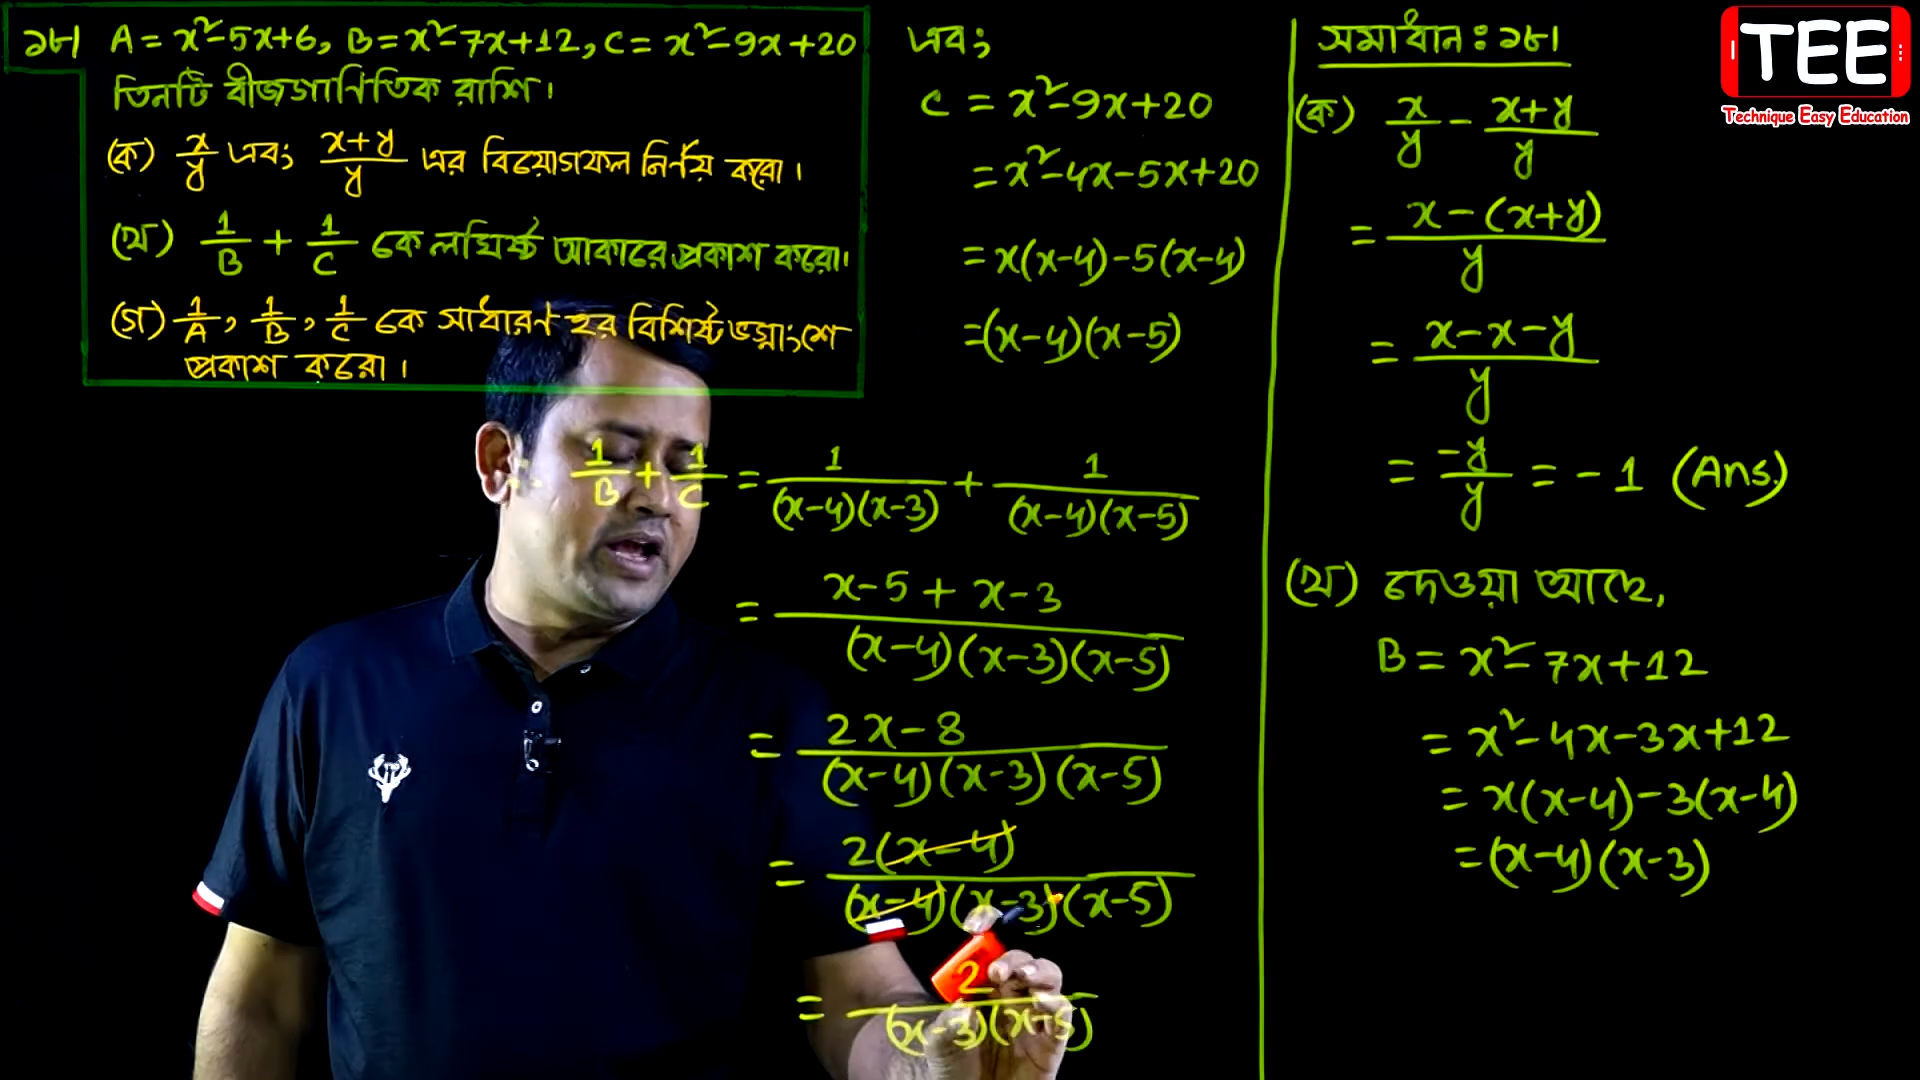 ১৮। A = x²-5x+6, B = x²-7x+12, C = x²-9x+20
তিনটি বীজগাণিতিক রাশি।
(ক) x/y এবং (x+y)/y এর বিয়োগফল নির্ণয় করো।
(খ) 1/B + 1/C কে লঘিষ্ঠ আকারে প্রকাশ করো।
(গ) 1/A, 1/B, 1/C কে সাধারণ হর বিশিষ্ট ভগ্নাংশে
প্রকাশ করো।
এবং
C = x²-9x+20
= x²-4x-5x+20
= x(x-4)-5(x-4)
= (x-4)(x-5)
∴ 1/B + 1/C = 1/((x-4)(x-3)) + 1/((x-4)(x-5))
= (x-5+x-3)/((x-4)(x-3)(x-5))
= (2x-8)/((x-4)(x-3)(x-5))
= 2(x-4)/((x-4)(x-3)(x-5))
= 2/((x-3)(x-5))
সমাধান: ১৮।
(ক) x/y - (x+y)/y
= (x-(x+y))/y
= (x-x-y)/y
= -y/y = -1 (Ans.)
(খ) দেওয়া আছে,
B = x²-7x+12
= x²-4x-3x+12
= x(x-4)-3(x-4)
= (x-4)(x-3)
TEE
Technique Easy Education